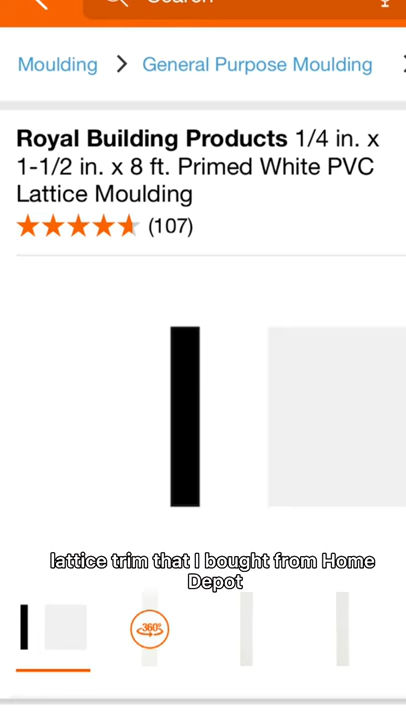 Search
Moulding > General Purpose Moulding
Royal Building Products 1/4 in. x
1-1/2 in. x 8 ft. Primed White PVC
Lattice Moulding
(107)
lattice trim that I bought from Home
Depot
360°